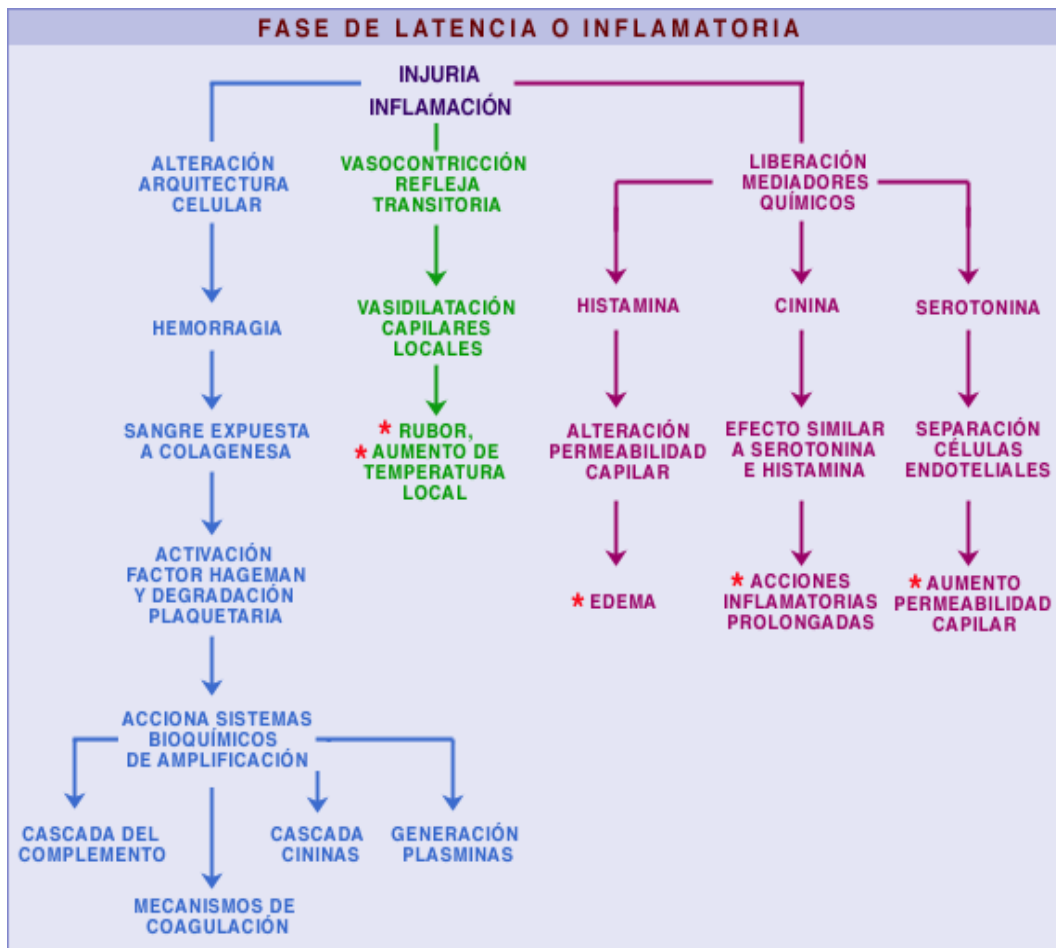 FASE DE LATENCIA O INFLAMATORIA
INJURIA
INFLAMACIÓN
ALTERACIÓN
ARQUITECTURA
CELULAR
HEMORRAGIA
SANGRE EXPUESTA
A COLAGENESA
ACTIVACIÓN
FACTOR HAGEMAN
Y DEGRADACIÓN
PLAQUETARIA
ACCIONA SISTEMAS
BIOQUÍMICOS
DE AMPLIFICACIÓN
CASCADA DEL
COMPLEMENTO
MECANISMOS DE
COAGULACIÓN
CASCADA
CININAS
GENERACIÓN
PLASMINAS
VASOCONTRICCIÓN
REFLEJA
TRANSITORIA
VASIDILATACIÓN
CAPILARES
LOCALES
* RUBOR,
* AUMENTO DE
TEMPERATURA
LOCAL
LIBERACIÓN
MEDIADORES
QUÍMICOS
HISTAMINA
ALTERACIÓN
PERMEABILIDAD
CAPILAR
* EDEMA
CININA
EFECTO SIMILAR
A SEROTONINA
E HISTAMINA
* ACCIONES
INFLAMATORIAS
PROLONGADAS
SEROTONINA
SEPARACIÓN
CÉLULAS
ENDOTELIALES
* AUMENTO
PERMEABILIDAD
CAPILAR